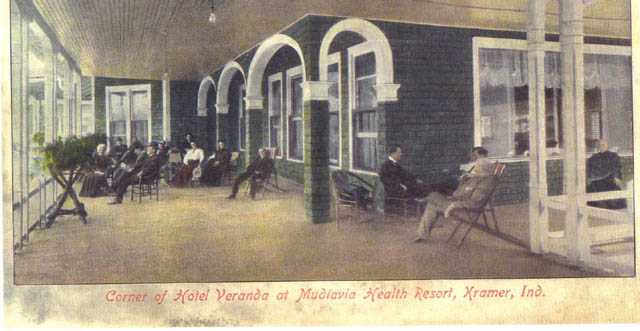 Corner of Hotel Veranda at Mudlavia Health Resort, Kramer, Ind.